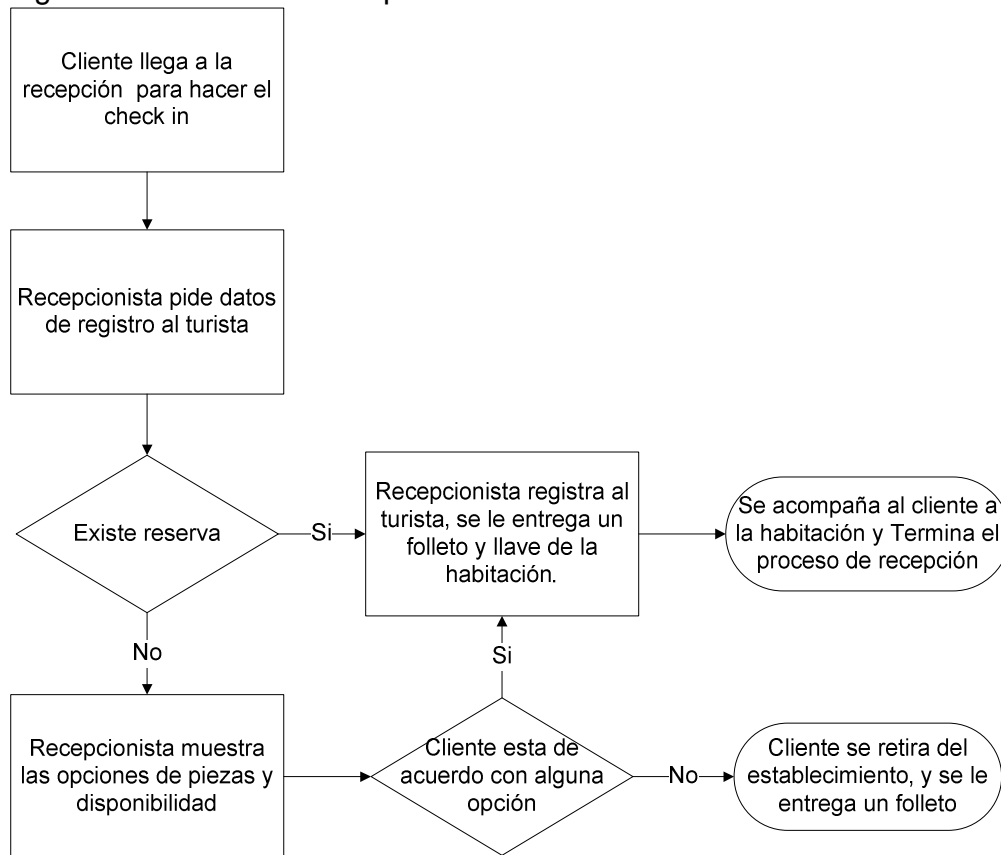 Cliente llega a la
recepción para hacer el
check in
Recepcionista pide datos
de registro al turista
Existe reserva
Si
Recepcionista registra al
turista, se le entrega un
folleto y llave de la
habitación.
Se acompaña al cliente a
la habitación y Termina el
proceso de recepción
No
Si
Recepcionista muestra
las opciones de piezas y
disponibilidad
Cliente esta de
acuerdo con alguna
opción
No
Cliente se retira del
establecimiento, y se le
entrega un folleto